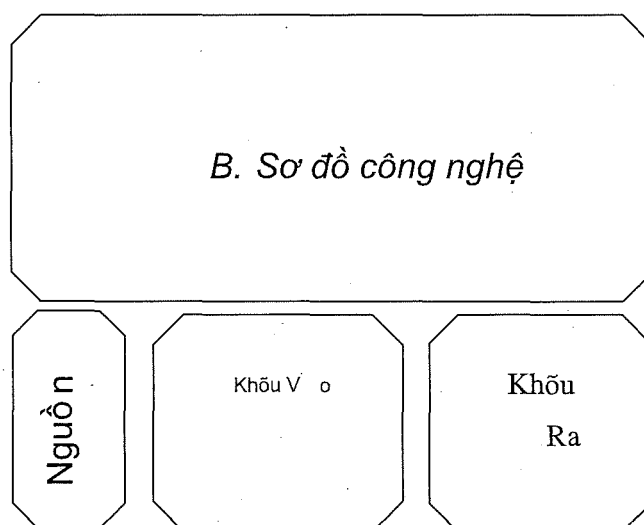 B. Sơ đồ công nghệ
Nguồn
Khõu V o
Khõu
Ra